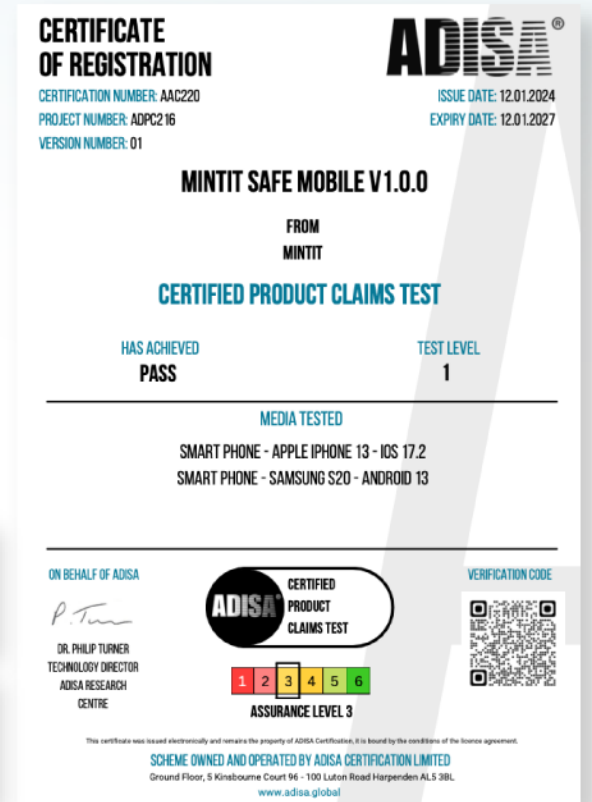 CERTIFICATE
OF REGISTRATION
ADISA®
CERTIFICATION NUMBER: AAC220
PROJECT NUMBER: ADPC216
VERSION NUMBER: 01
ISSUE DATE: 12.01.2024
EXPIRY DATE: 12.01.2027
MINTIT SAFE MOBILE V1.0.0
FROM
MINTIT
CERTIFIED PRODUCT CLAIMS TEST
HAS ACHIEVED
PASS
TEST LEVEL
1
MEDIA TESTED
SMART PHONE - APPLE IPHONE 13 - IOS 17.2
SMART PHONE - SAMSUNG S20 - ANDROID 13
ON BEHALF OF ADISA
P. Turner
DR. PHILIP TURNER
TECHNOLOGY DIRECTOR
ADISA RESEARCH
CENTRE
ADISA®
CERTIFIED
PRODUCT
CLAIMS TEST
1 2 3 4 5 6
ASSURANCE LEVEL 3
VERIFICATION CODE
This certificate was issued electronically and remains the property of ADISA Certification, it is bound by the conditions of the licence agreement.
SCHEME OWNED AND OPERATED BY ADISA CERTIFICATION LIMITED
Ground Floor, 5 Kinsbourne Court 96 - 100 Luton Road Harpenden AL5 3BL
www.adisa.global